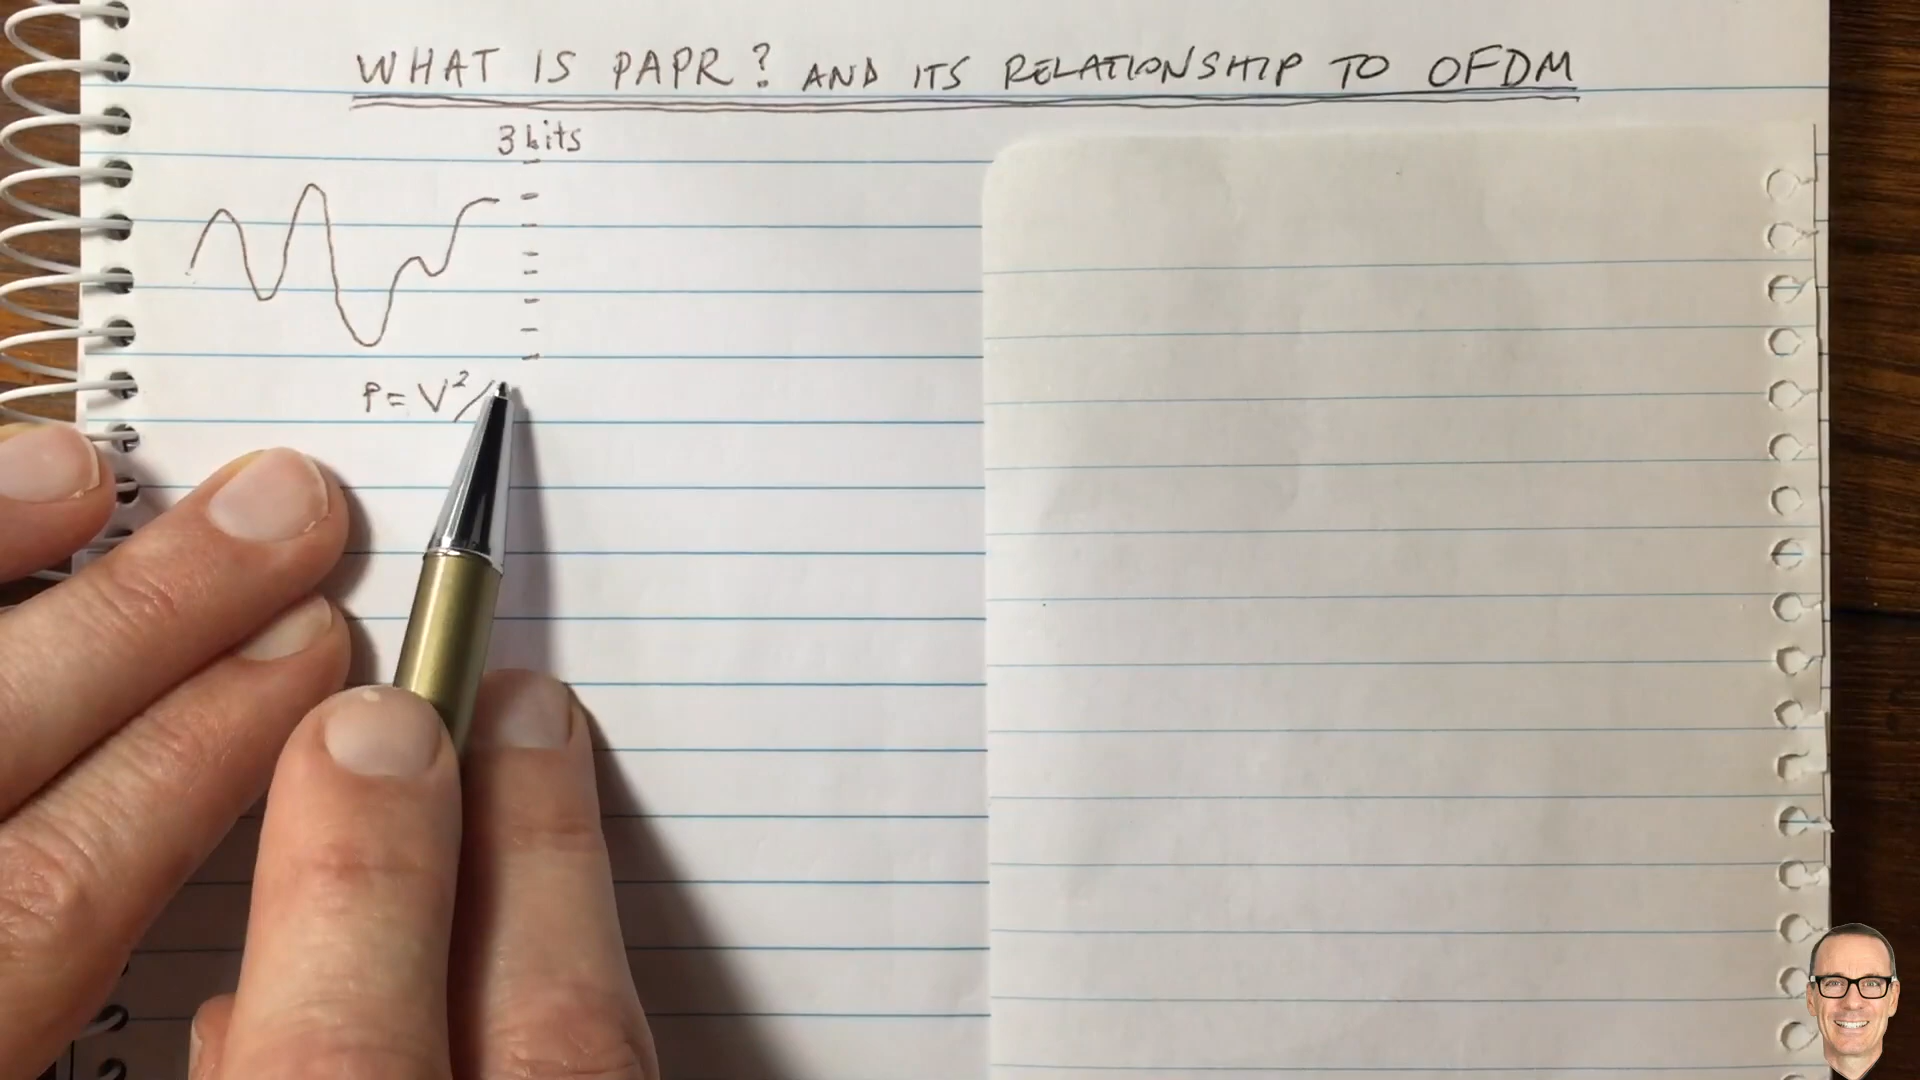 WHAT IS PAPR? AND ITS RELATIONSHIP TO OFDM
3 bits
P = V²/